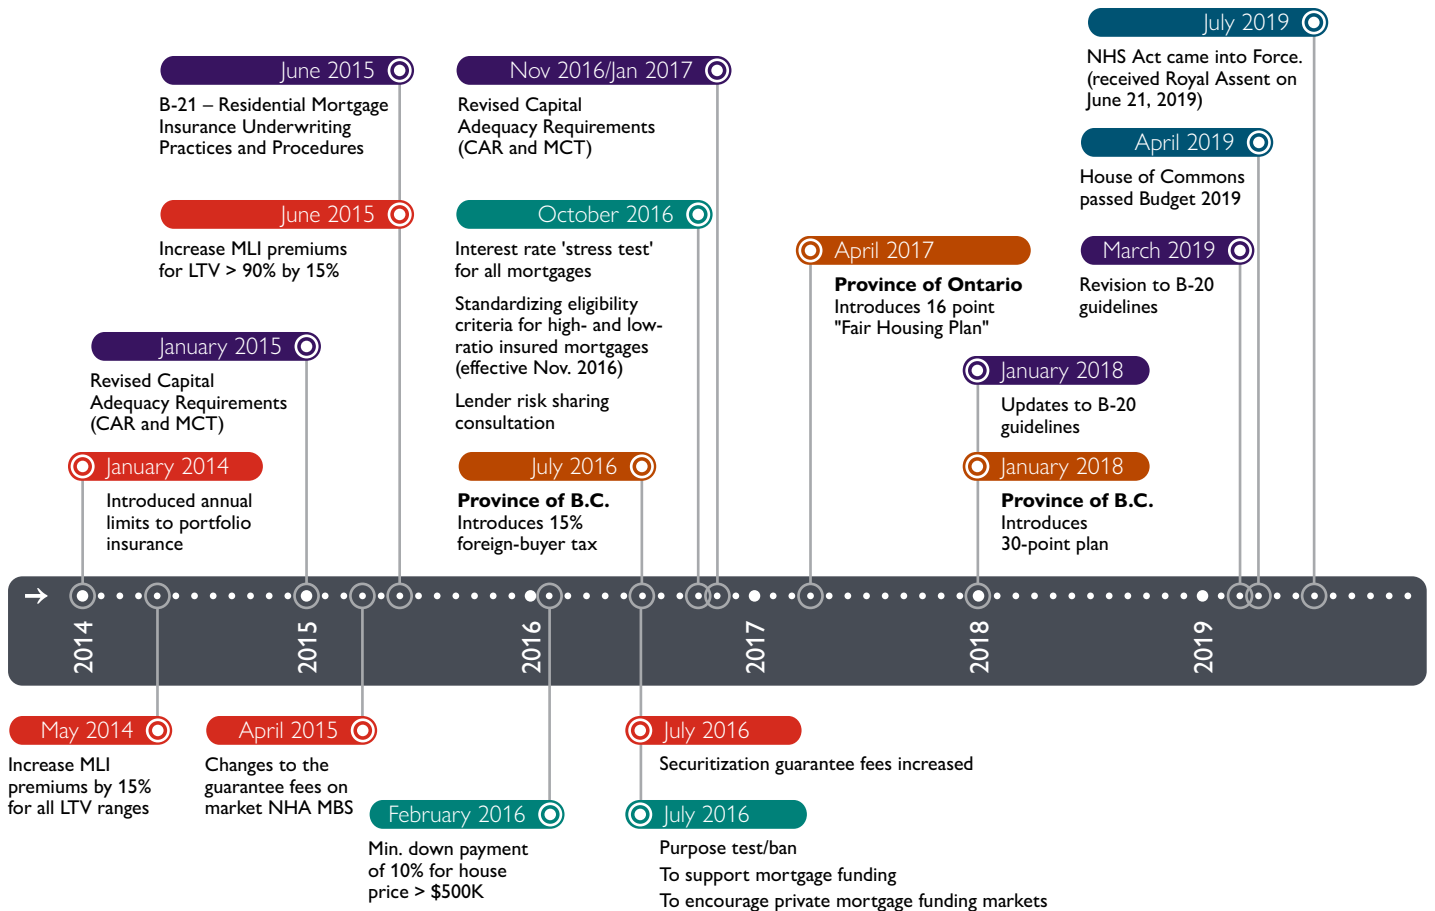 July 2019
NHS Act came into Force.
(received Royal Assent on
June 21, 2019)
June 2015
B-21 – Residential Mortgage
Insurance Underwriting
Practices and Procedures
Nov 2016/Jan 2017
Revised Capital
Adequacy Requirements
(CAR and MCT)
April 2019
House of Commons
passed Budget 2019
June 2015
Increase MLI premiums
for LTV > 90% by 15%
October 2016
Interest rate 'stress test'
for all mortgages
Standardizing eligibility
criteria for high- and low-
ratio insured mortgages
(effective Nov. 2016)
Lender risk sharing
consultation
April 2017
Province of Ontario
Introduces 16 point
"Fair Housing Plan"
March 2019
Revision to B-20
guidelines
January 2015
Revised Capital
Adequacy Requirements
(CAR and MCT)
January 2018
Updates to B-20
guidelines
January 2014
Introduced annual
limits to portfolio
insurance
July 2016
Province of B.C.
Introduces 15%
foreign-buyer tax
January 2018
Province of B.C.
Introduces
30-point plan
2014
2015
2016
2017
2018
2019
May 2014
Increase MLI
premiums by 15%
for all LTV ranges
April 2015
Changes to the
guarantee fees on
market NHA MBS
July 2016
Securitization guarantee fees increased
February 2016
Min. down payment
of 10% for house
price > $500K
July 2016
Purpose test/ban
To support mortgage funding
To encourage private mortgage funding markets